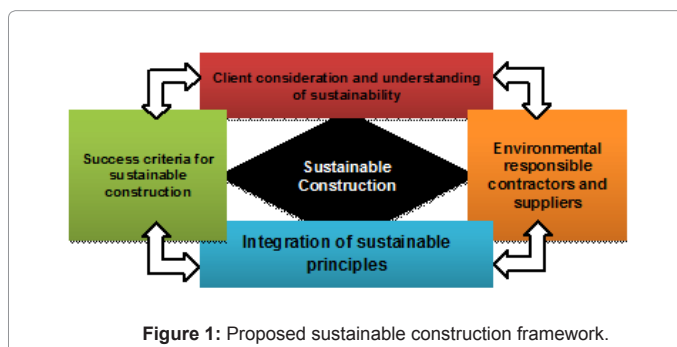 Client consideration and understanding
of sustainability
Success criteria for
sustainable
construction
Sustainable
Construction
Environmental
responsible
contractors and
suppliers
Integration of sustainable
principles
Figure 1: Proposed sustainable construction framework.